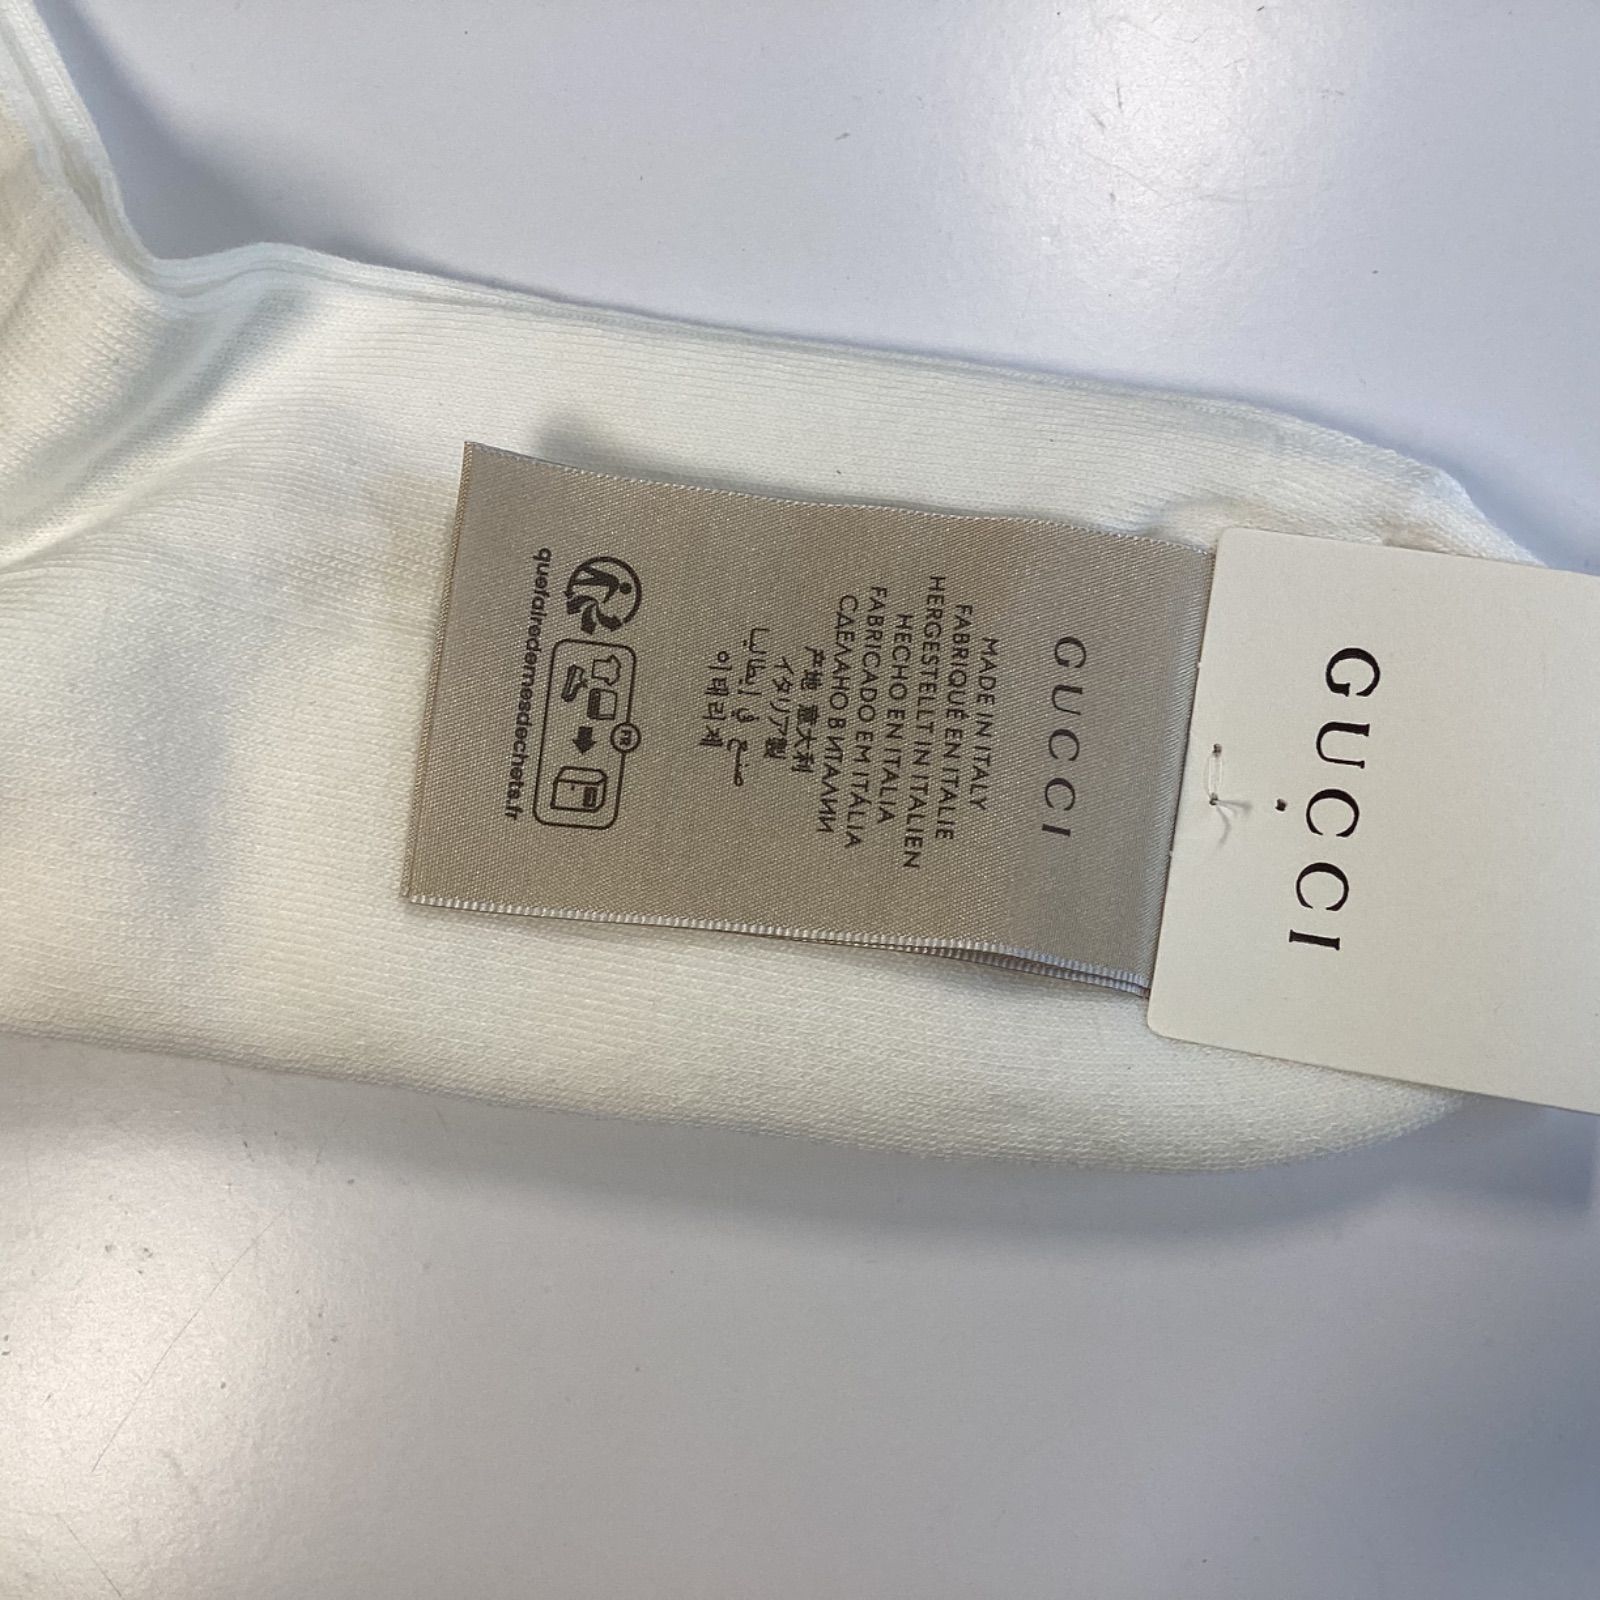 GUCCI
GUCCI
MADE IN ITALY
FABRIQUÉ EN ITALIE
HERGESTELLT IN ITALIEN
HECHO EN ITALIA
FABRICADO EM ITÁLIA
СДЕЛАНО В ИТАЛИИ
产地 意大利
イタリア製
صنع في إيطاليا
이태리제
FR
quefairedemesdechets.fr